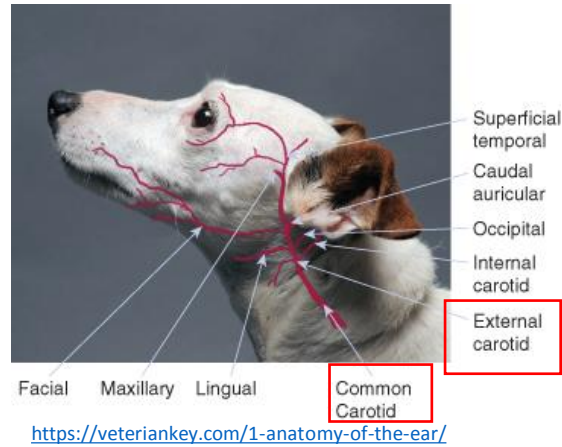 Superficial
temporal
Caudal
auricular
Occipital
Internal
carotid
External
carotid
Facial
Maxillary
Lingual
Common
Carotid
https://veteriankey.com/1-anatomy-of-the-ear/